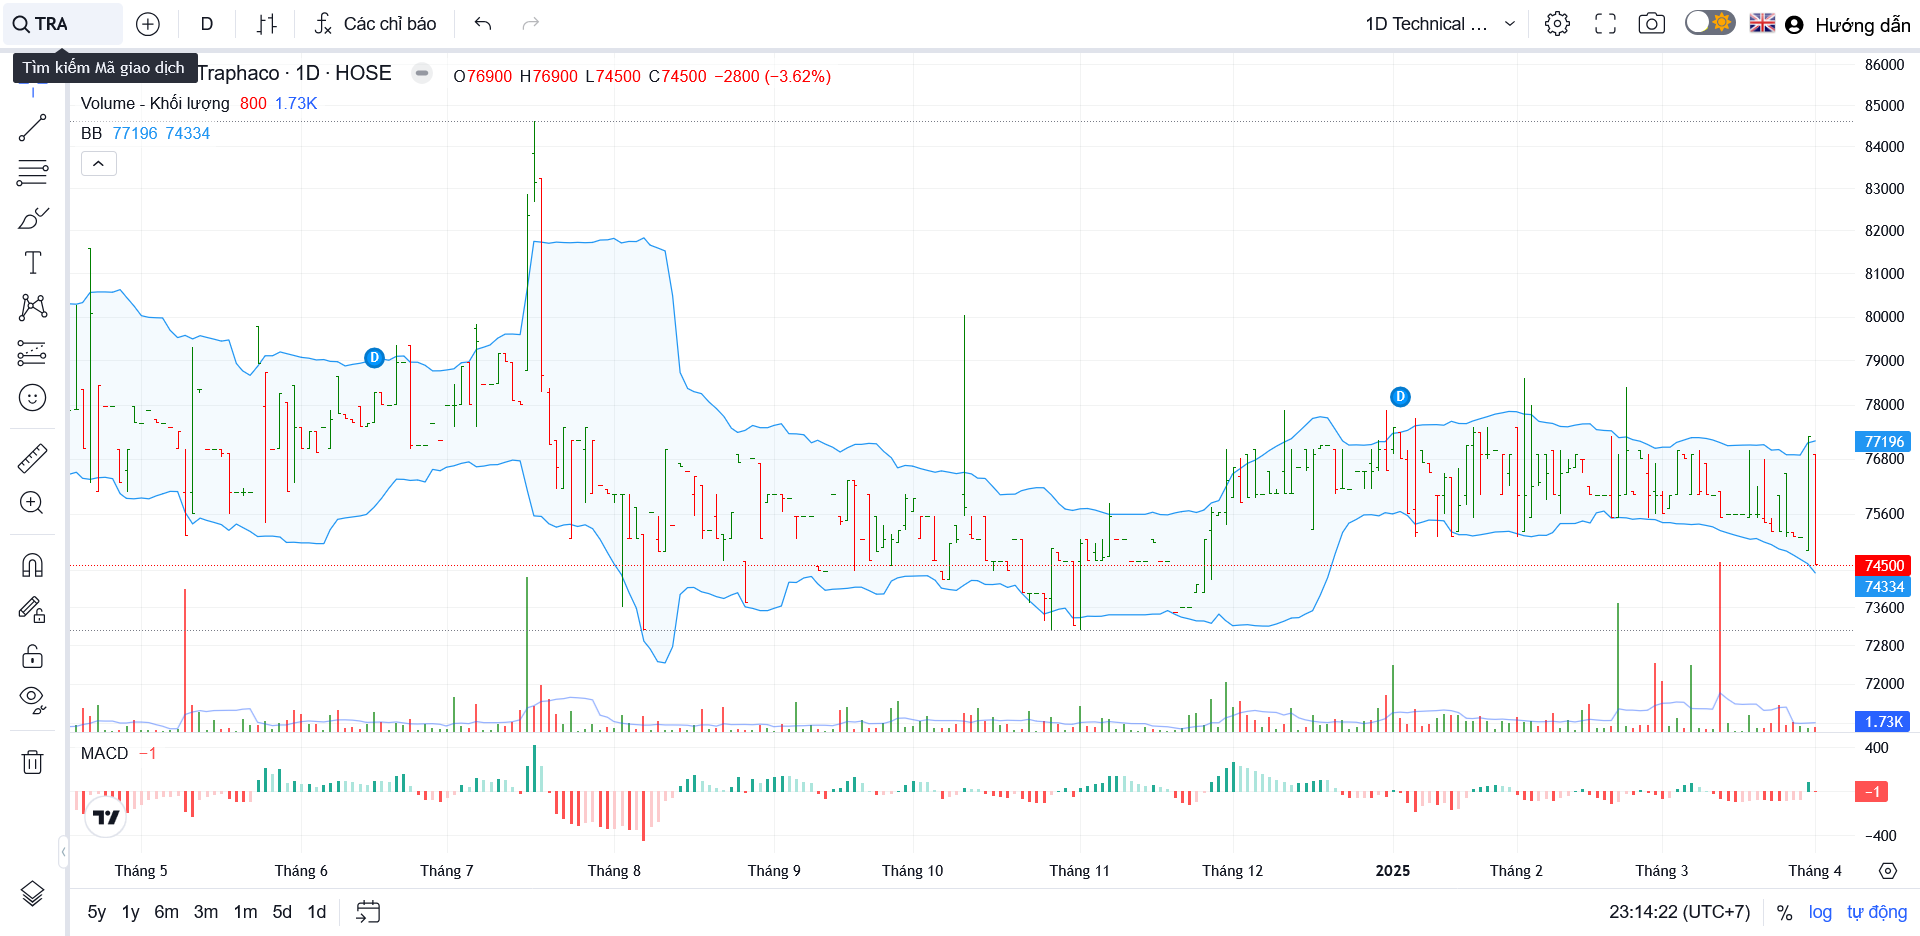 TRA
D
Các chỉ báo
1D Technical ...
Hướng dẫn
Tìm kiếm Mã giao dịch
Traphaco · 1D · HOSE
O76900 H76900 L74500 C74500 −2800 (−3.62%)
Volume - Khối lượng 800 1.73K
BB 77196 74334
86000
85000
84000
83000
82000
81000
80000
79000
78000
77196
76800
75600
74500
74334
73600
72800
72000
1.73K
D
D
MACD −1
400
−1
−400
Tháng 5
Tháng 6
Tháng 7
Tháng 8
Tháng 9
Tháng 10
Tháng 11
Tháng 12
2025
Tháng 2
Tháng 3
Tháng 4
5y 1y 6m 3m 1m 5d 1d
23:14:22 (UTC+7)
% log tự động